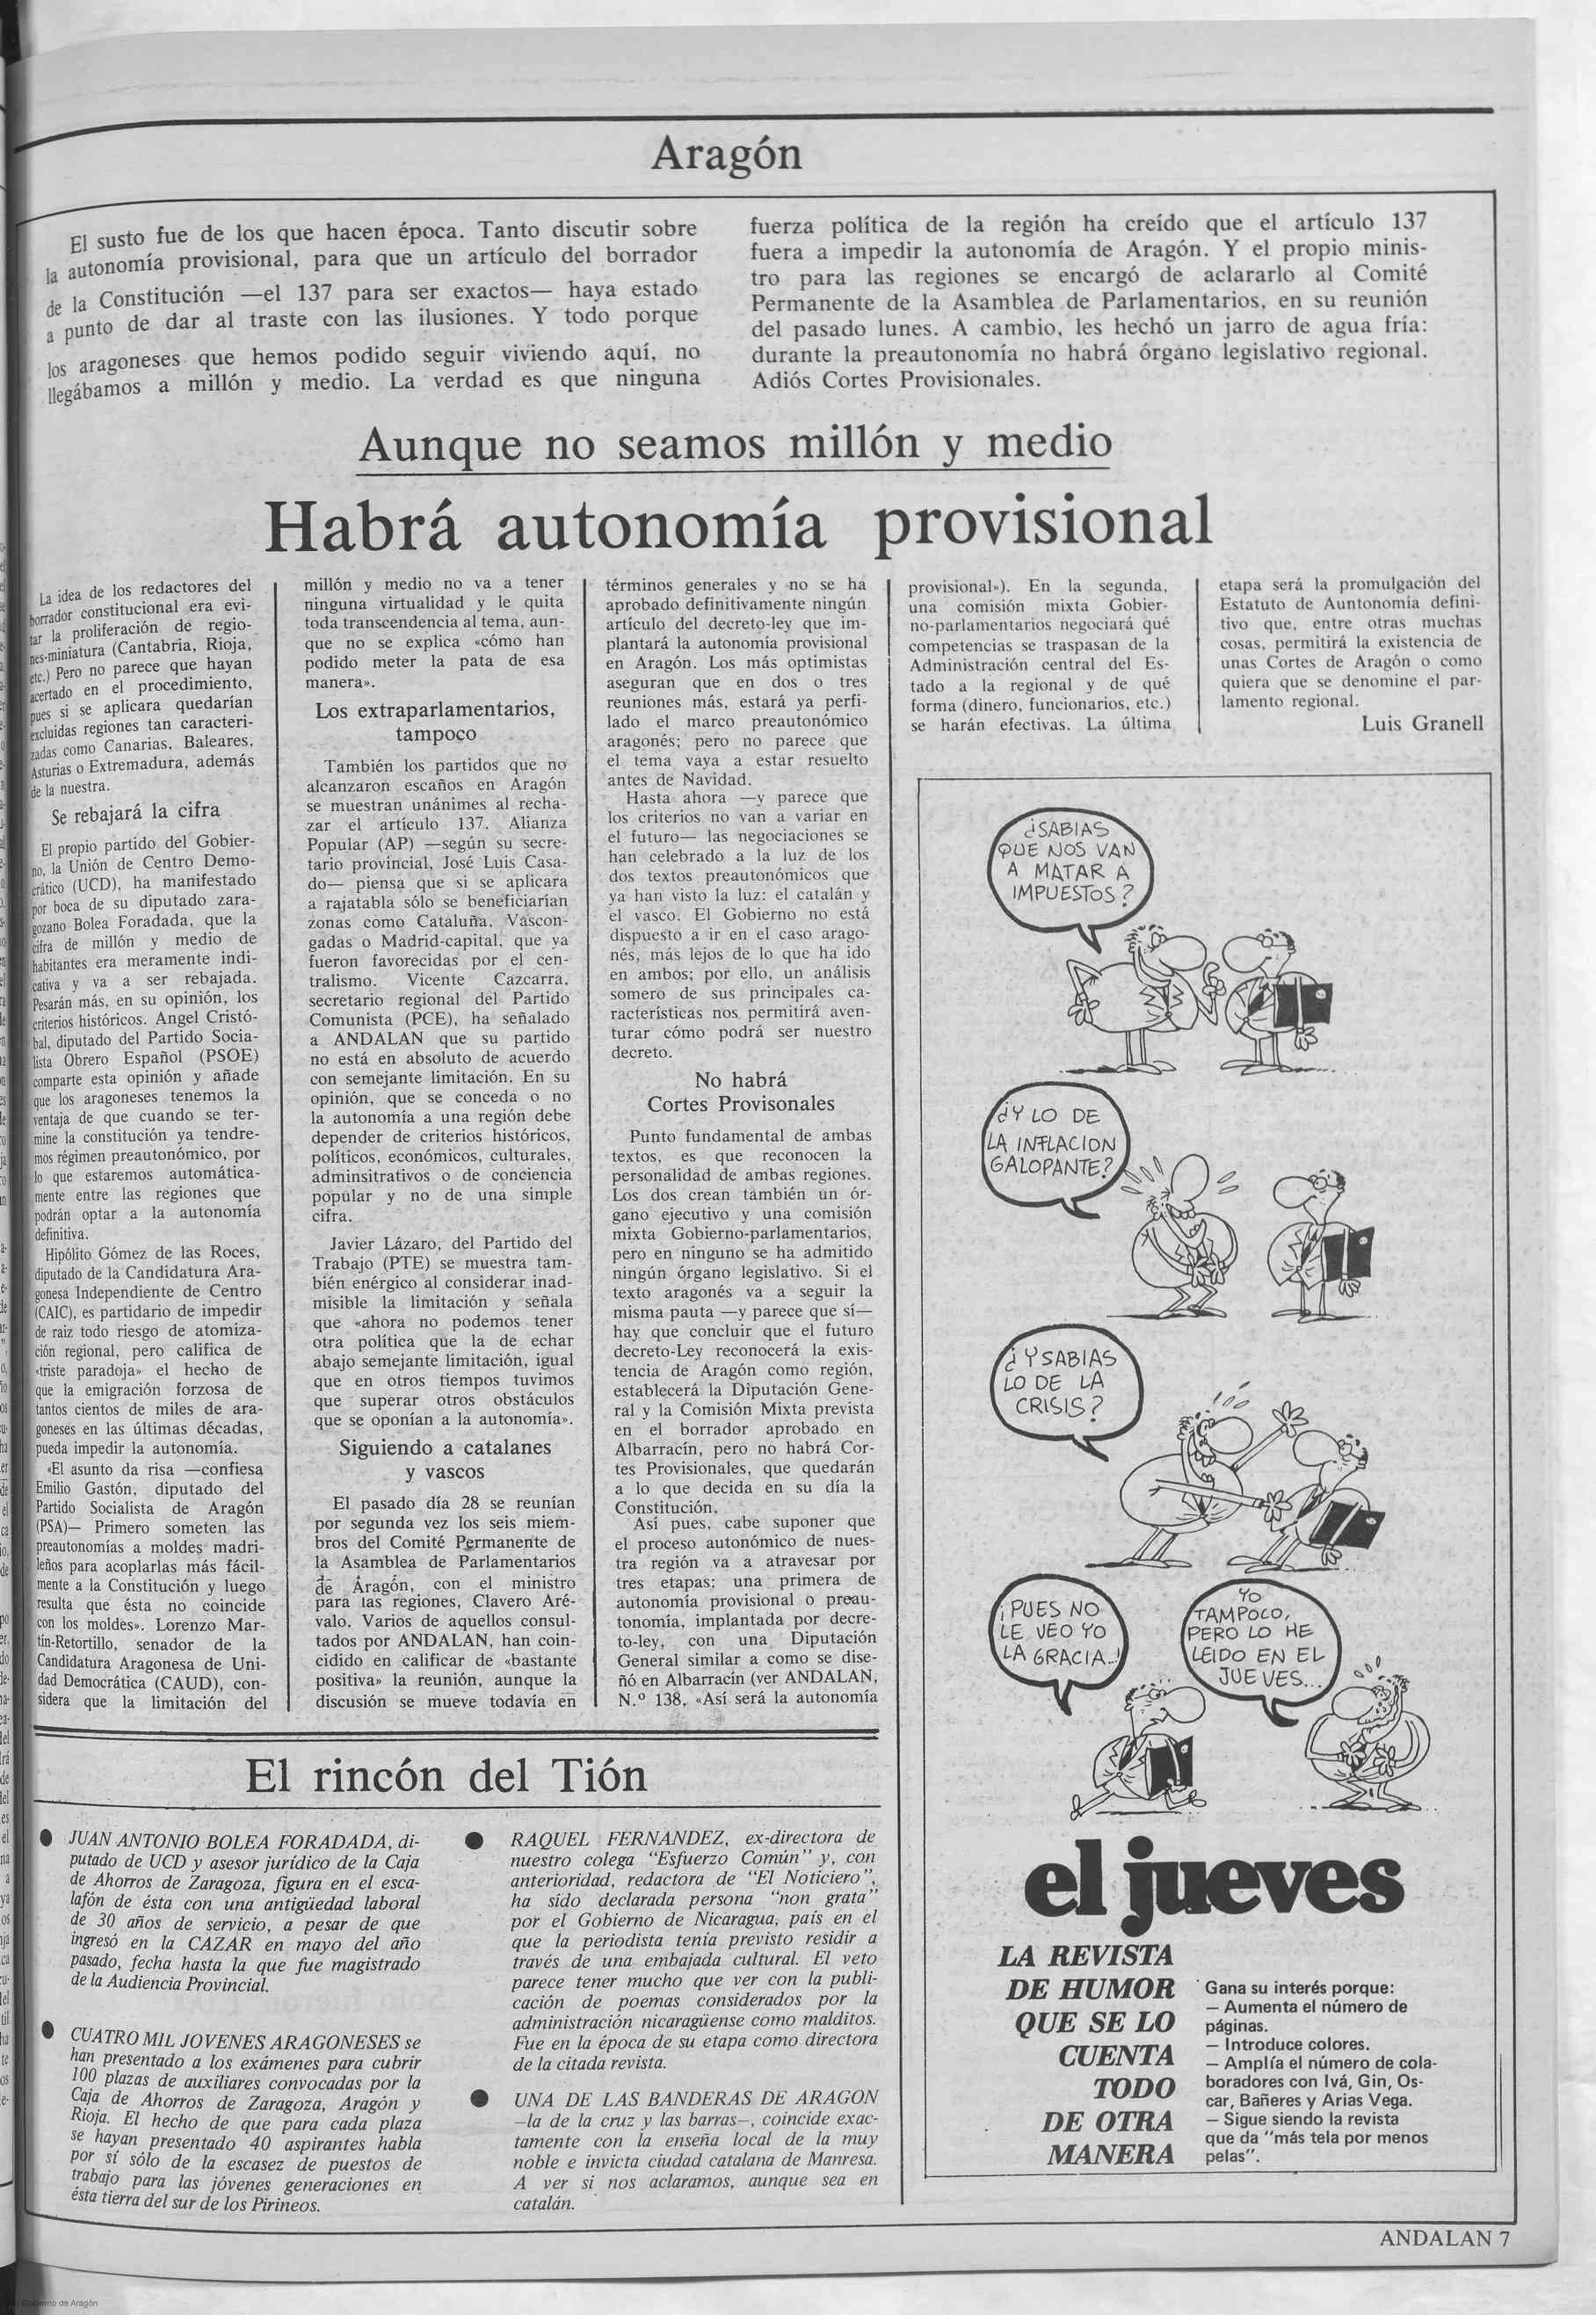 Aragón
El susto fue de los que hacen época. Tanto discutir sobre
la autonomía provisional, para que un artículo del borrador
de la Constitución —el 137 para ser exactos— haya estado
a punto de dar al traste con las ilusiones. Y todo porque
los aragoneses que hemos podido seguir viviendo aquí, no
llegábamos a millón y medio. La verdad es que ninguna
fuerza política de la región ha creído que el artículo 137
fuera a impedir la autonomía de Aragón. Y el propio minis-
tro para las regiones se encargó de aclararlo al Comité
Permanente de la Asamblea de Parlamentarios, en su reunión
del pasado lunes. A cambio, les hechó un jarro de agua fría:
durante la preautonomía no habrá órgano legislativo regional.
Adiós Cortes Provisionales.
Aunque no seamos millón y medio
Habrá autonomía provisional
La idea de los redactores del
borrador constitucional era evi-
tar la proliferación de regio-
nes-miniatura (Cantabria, Rioja,
etc.) Pero no parece que hayan
acertado en el procedimiento,
pues si se aplicara quedarían
excluidas regiones tan caracteri-
zadas como Canarias, Baleares,
Asturias o Extremadura, además
de la nuestra.
Se rebajará la cifra
El propio partido del Gobier-
no, la Unión de Centro Demo-
crático (UCD), ha manifestado
por boca de su diputado zara-
gozano Bolea Foradada, que la
cifra de millón y medio de
habitantes era meramente indi-
cativa y va a ser rebajada.
Pesarán más, en su opinión, los
criterios históricos. Angel Cristó-
bal, diputado del Partido Socia-
lista Obrero Español (PSOE)
comparte esta opinión y añade
que los aragoneses tenemos la
ventaja de que cuando se ter-
mine la constitución ya tendre-
mos régimen preautonómico, por
lo que estaremos automática-
mente entre las regiones que
podrán optar a la autonomía
definitiva.
Hipólito Gómez de las Roces,
diputado de la Candidatura Ara-
gonesa Independiente de Centro
(CAIC), es partidario de impedir
de raiz todo riesgo de atomiza-
ción regional, pero califica de
«triste paradoja» el hecho de
que la emigración forzosa de
tantos cientos de miles de ara-
goneses en las últimas décadas,
pueda impedir la autonomía.
«El asunto da risa —confiesa
Emilio Gastón, diputado del
Partido Socialista de Aragón
(PSA)— Primero someten las
preautonomías a moldes madri-
leños para acoplarlas más fácil-
mente a la Constitución y luego
resulta que ésta no coincide
con los moldes». Lorenzo Mar-
tín-Retortillo, senador de la
Candidatura Aragonesa de Uni-
dad Democrática (CAUD), con-
sidera que la limitación del
millón y medio no va a tener
ninguna virtualidad y le quita
toda transcendencia al tema, aun-
que no se explica «cómo han
podido meter la pata de esa
manera».
Los extraparlamentarios,
tampoco
También los partidos que no
alcanzaron escaños en Aragón
se muestran unánimes al recha-
zar el artículo 137. Alianza
Popular (AP) —según su secre-
tario provincial, José Luis Casa-
do— piensa que si se aplicara
a rajatabla sólo se beneficiarían
zonas como Cataluña, Vascon-
gadas o Madrid-capital, que ya
fueron favorecidas por el cen-
tralismo. Vicente Cazcarra,
secretario regional del Partido
Comunista (PCE), ha señalado
a ANDALAN que su partido
no está en absoluto de acuerdo
con semejante limitación. En su
opinión, que se conceda o no
la autonomía a una región debe
depender de criterios históricos,
políticos, económicos, culturales,
adminsitrativos o de conciencia
popular y no de una simple
cifra.
Javier Lázaro, del Partido del
Trabajo (PTE) se muestra tam-
bién enérgico al considerar inad-
misible la limitación y señala
que «ahora no podemos tener
otra política que la de echar
abajo semejante limitación, igual
que en otros tiempos tuvimos
que superar otros obstáculos
que se oponían a la autonomía».
Siguiendo a catalanes
y vascos
El pasado día 28 se reunían
por segunda vez los seis miem-
bros del Comité Permanente de
la Asamblea de Parlamentarios
de Aragón, con el ministro
para las regiones, Clavero Aré-
valo. Varios de aquellos consul-
tados por ANDALAN, han coin-
cidido en calificar de «bastante
positiva» la reunión, aunque la
discusión se mueve todavía en
términos generales y no se ha
aprobado definitivamente ningún
artículo del decreto-ley que im-
plantará la autonomía provisional
en Aragón. Los más optimistas
aseguran que en dos o tres
reuniones más, estará ya perfi-
lado el marco preautonómico
aragonés; pero no parece que
el tema vaya a estar resuelto
antes de Navidad.
Hasta ahora —y parece que
los criterios no van a variar en
el futuro— las negociaciones se
han celebrado a la luz de los
dos textos preautonómicos que
ya han visto la luz: el catalán y
el vasco. El Gobierno no está
dispuesto a ir en el caso arago-
nés, más lejos de lo que ha ido
en ambos; por ello, un análisis
somero de sus principales ca-
racterísticas nos permitirá aven-
turar cómo podrá ser nuestro
decreto.
No habrá
Cortes Provisonales
Punto fundamental de ambas
textos, es que reconocen la
personalidad de ambas regiones.
Los dos crean también un ór-
gano ejecutivo y una comisión
mixta Gobierno-parlamentarios,
pero en ninguno se ha admitido
ningún órgano legislativo. Si el
texto aragonés va a seguir la
misma pauta —y parece que sí—
hay que concluir que el futuro
decreto-Ley reconocerá la exis-
tencia de Aragón como región,
establecerá la Diputación Gene-
ral y la Comisión Mixta prevista
en el borrador aprobado en
Albarracín, pero no habrá Cor-
tes Provisionales, que quedarán
a lo que decida en su día la
Constitución.
Así pues, cabe suponer que
el proceso autonómico de nues-
tra región va a atravesar por
tres etapas: una primera de
autonomía provisional o preau-
tonomía, implantada por decre-
to-ley, con una Diputación
General similar a como se dise-
ñó en Albarracín (ver ANDALAN,
N.º 138, «Así será la autonomía
provisional»). En la segunda,
una comisión mixta Gobier-
no-parlamentarios negociará qué
competencias se traspasan de la
Administración central del Es-
tado a la regional y de qué
forma (dinero, funcionarios, etc.)
se harán efectivas. La última
etapa será la promulgación del
Estatuto de Auntonomía defini-
tivo que, entre otras muchas
cosas, permitirá la existencia de
unas Cortes de Aragón o como
quiera que se denomine el par-
lamento regional.
Luis Granell
¿SABIAS
QUE NOS VAN
A MATAR A
IMPUESTOS?
¿Y LO DE
LA INFLACION
GALOPANTE?
¿Y SABIAS
LO DE LA
CRISIS?
¡PUES NO
LE VEO YO
LA GRACIA..!
YO
TAMPOCO,
PERO LO HE
LEIDO EN EL
JUEVES...
el jueves
LA REVISTA
DE HUMOR
QUE SE LO
CUENTA
TODO
DE OTRA
MANERA
Gana su interés porque:
— Aumenta el número de
páginas.
— Introduce colores.
— Amplía el número de cola-
boradores con Ivá, Gin, Os-
car, Bañeres y Arias Vega.
— Sigue siendo la revista
que da "más tela por menos
pelas".
El rincón del Tión
● JUAN ANTONIO BOLEA FORADADA, di-
putado de UCD y asesor jurídico de la Caja
de Ahorros de Zaragoza, figura en el esca-
lafón de ésta con una antigüedad laboral
de 30 años de servicio, a pesar de que
ingresó en la CAZAR en mayo del año
pasado, fecha hasta la que fue magistrado
de la Audiencia Provincial.
● CUATRO MIL JOVENES ARAGONESES se
han presentado a los exámenes para cubrir
100 plazas de auxiliares convocadas por la
Caja de Ahorros de Zaragoza, Aragón y
Rioja. El hecho de que para cada plaza
se hayan presentado 40 aspirantes habla
por sí sólo de la escasez de puestos de
trabajo para las jóvenes generaciones en
ésta tierra del sur de los Pirineos.
● RAQUEL FERNANDEZ, ex-directora de
nuestro colega "Esfuerzo Común" y, con
anterioridad, redactora de "El Noticiero",
ha sido declarada persona "non grata"
por el Gobierno de Nicaragua, país en el
que la periodista tenía previsto residir a
través de una embajada cultural. El veto
parece tener mucho que ver con la publi-
cación de poemas considerados por la
administración nicaragüense como malditos.
Fue en la época de su etapa como directora
de la citada revista.
● UNA DE LAS BANDERAS DE ARAGON
—la de la cruz y las barras—, coincide exac-
tamente con la enseña local de la muy
noble e invicta ciudad catalana de Manresa.
A ver si nos aclaramos, aunque sea en
catalán.
ANDALAN 7
Gobierno de Aragón